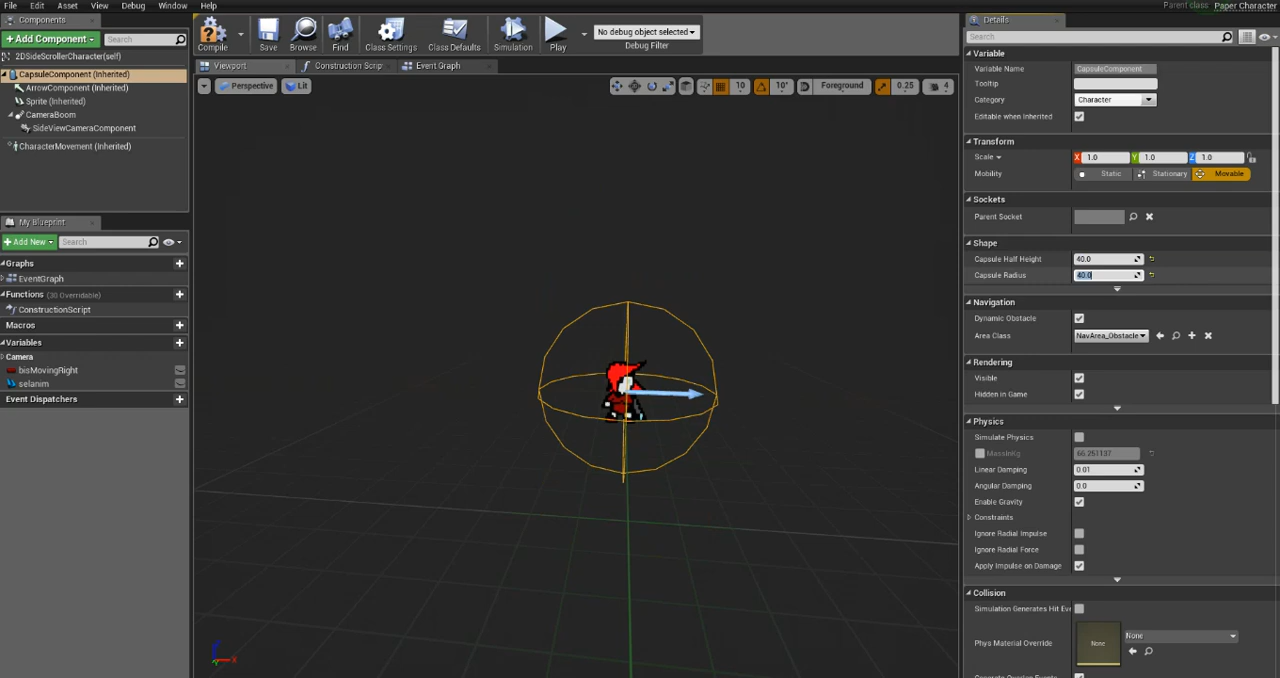 File Edit Asset View Debug Window Help
Parent class: Paper Character
Components
+ Add Component Search
2DSideScrollerCharacter(self)
CapsuleComponent (Inherited)
ArrowComponent (Inherited)
Sprite (Inherited)
CameraBoom
SideViewCameraComponent
CharacterMovement (Inherited)
My Blueprint
+ Add New Search
Graphs
EventGraph
Functions (30 Overridable)
ConstructionScript
Macros
Variables
Camera
bisMovingRight
selanim
Event Dispatchers
Compile Save Browse Find Class Settings Class Defaults Simulation Play
No debug object selected
Debug Filter
Viewport Construction Scrip Event Graph
Perspective Lit
10 10° Foreground 0.25 4
X
Details
Search
Variable
Variable Name CapsuleComponent
Tooltip
Category Character
Editable when Inherited
Transform
Scale X 1.0 Y 1.0 Z 1.0
Mobility Static Stationary Movable
Sockets
Parent Socket
Shape
Capsule Half Height 40.0
Capsule Radius 40.0
Navigation
Dynamic Obstacle
Area Class NavArea_Obstacle
Rendering
Visible
Hidden in Game
Physics
Simulate Physics
MassInKg 66.251137
Linear Damping 0.01
Angular Damping 0.0
Enable Gravity
Constraints
Ignore Radial Impulse
Ignore Radial Force
Apply Impulse on Damage
Collision
Simulation Generates Hit Ev
Phys Material Override None None
Generate Overlap Events